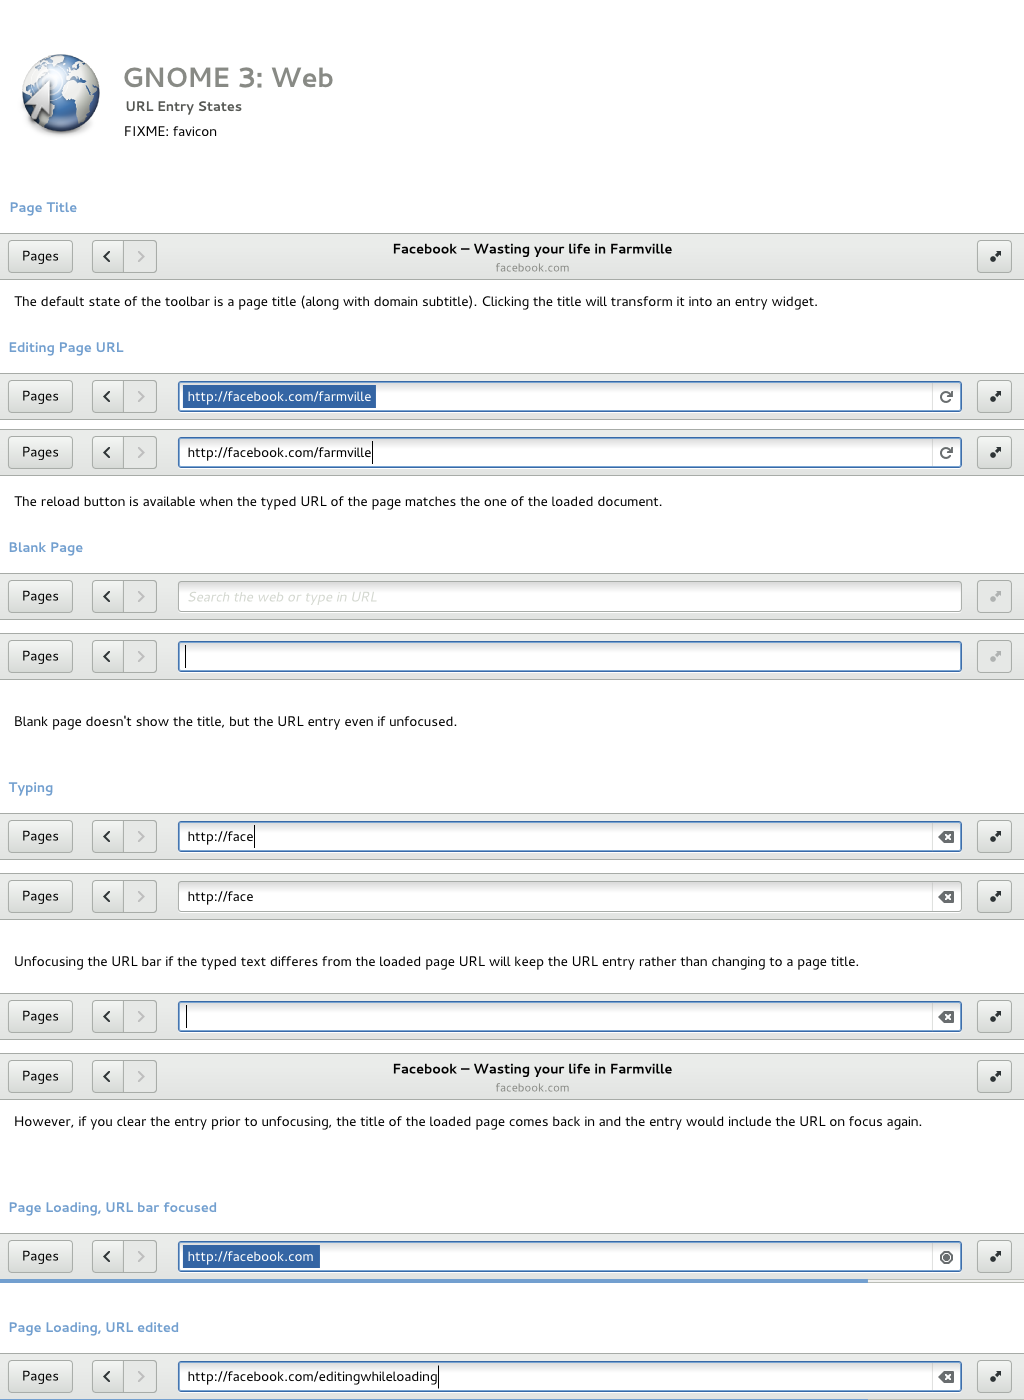 GNOME 3: Web
URL Entry States
FIXME: favicon
Page Title
Pages
Facebook – Wasting your life in Farmville
facebook.com
The default state of the toolbar is a page title (along with domain subtitle). Clicking the title will transform it into an entry widget.
Editing Page URL
Pages http://facebook.com/farmville
Pages http://facebook.com/farmville
The reload button is available when the typed URL of the page matches the one of the loaded document.
Blank Page
Pages Search the web or type in URL
Pages
Blank page doesn't show the title, but the URL entry even if unfocused.
Typing
Pages http://face
Pages http://face
Unfocusing the URL bar if the typed text differes from the loaded page URL will keep the URL entry rather than changing to a page title.
Pages
Pages
Facebook – Wasting your life in Farmville
facebook.com
However, if you clear the entry prior to unfocusing, the title of the loaded page comes back in and the entry would include the URL on focus again.
Page Loading, URL bar focused
Pages http://facebook.com
Page Loading, URL edited
Pages http://facebook.com/editingwhileloading